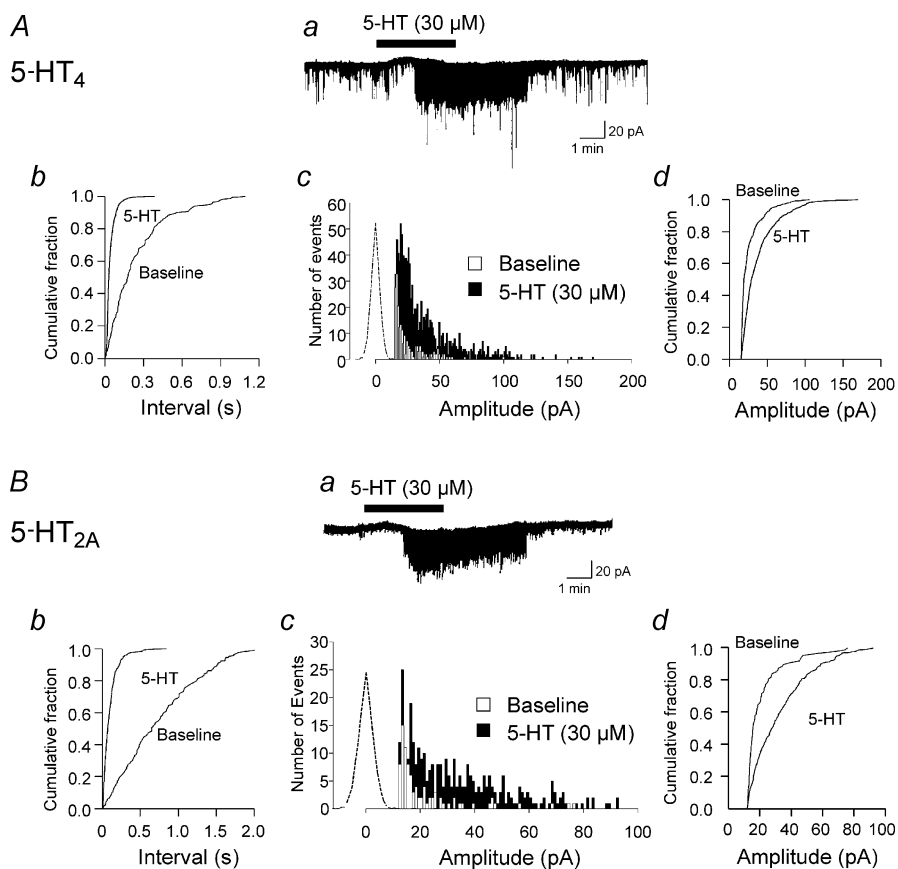 A
a
5-HT (30 µM)
5-HT4
20 pA
1 min
b
c
d
Cumulative fraction
1.0
0.8
0.6
0.4
0.2
0.0
5-HT
Baseline
0 0.3 0.6 0.9 1.2
Interval (s)
Number of events
60
50
40
30
20
10
0
Baseline
5-HT (30 µM)
0 50 100 150 200
Amplitude (pA)
Cumulative fraction
1.0
0.8
0.6
0.4
0.2
0.0
Baseline
5-HT
0 50 100 150 200
Amplitude (pA)
B
a
5-HT (30 µM)
5-HT2A
20 pA
1 min
b
c
d
Cumulative fraction
1.0
0.8
0.6
0.4
0.2
0.0
5-HT
Baseline
0 0.5 1.0 1.5 2.0
Interval (s)
Number of Events
30
25
20
15
10
5
0
Baseline
5-HT (30 µM)
0 20 40 60 80 100
Amplitude (pA)
Cumulative fraction
1.0
0.8
0.6
0.4
0.2
0.0
Baseline
5-HT
20 40 60 80 100
Amplitude (pA)